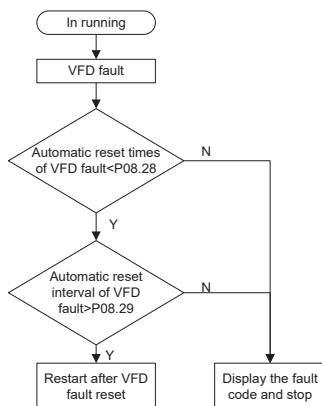 In running
VFD fault
Automatic reset times
of VFD fault<P08.28
N
Y
Automatic reset
interval of VFD
fault>P08.29
N
Y
Restart after VFD
fault reset
Display the fault
code and stop